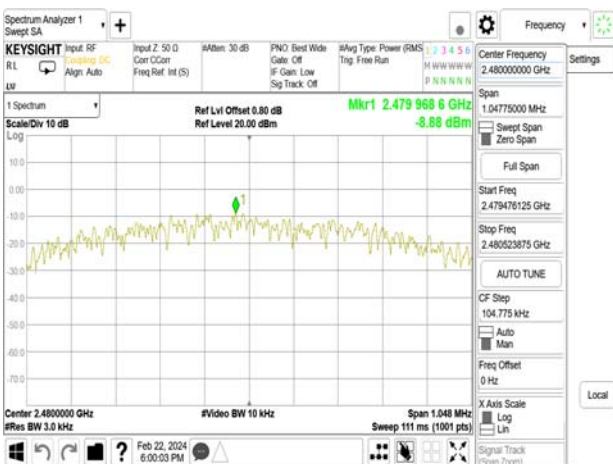 Spectrum Analyzer 1
Swept SA
+
Frequency
KEYSIGHT
Input: RF
Coupling: DC
Align: Auto
Input Z: 50 Ω
Corr CCorr
Freq Ref: Int (S)
#Atten: 30 dB
PNO: Best Wide
Gate: Off
IF Gain: Low
Sig Track: Off
#Avg Type: Power (RMS
Trig: Free Run
1 2 3 4 5 6
M W W W W W
P N N N N N
RL
Center Frequency
2.480000000 GHz
Settings
Span
1.04775000 MHz
Swept Span
Zero Span
Full Span
Start Freq
2.479476125 GHz
Stop Freq
2.480523875 GHz
AUTO TUNE
CF Step
104.775 kHz
Auto
Man
Freq Offset
0 Hz
X Axis Scale
Log
Lin
Signal Track
(Span Zoom)
Local
1 Spectrum
Scale/Div 10 dB
Ref Lvl Offset 0.80 dB
Ref Level 20.00 dBm
Mkr1 2.479 968 6 GHz
-8.88 dBm
Log
10.0
0.00
-10.0
-20.0
-30.0
-40.0
-50.0
-60.0
-70.0
1
Center 2.4800000 GHz
#Res BW 3.0 kHz
#Video BW 10 kHz
Span 1.048 MHz
Sweep 111 ms (1001 pts)
?
Feb 22, 2024
6:00:03 PM